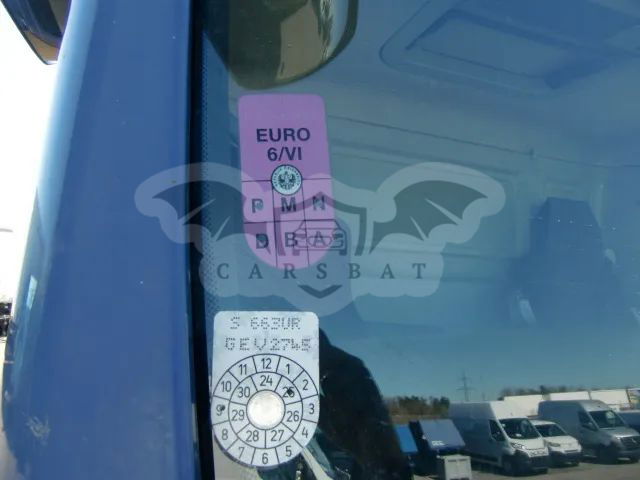 EURO
6/VI
P M N
D B A
CARSBAT
S 663UR
GEV2745
11 12 1
10 24 2
30 25
9 29 26 3
8 28 27 4
7 6 5